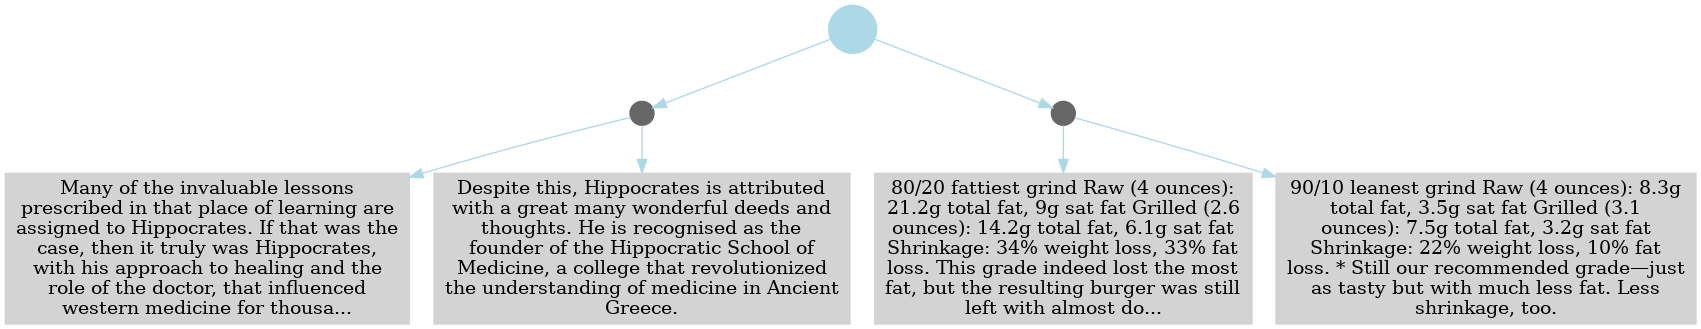 Many of the invaluable lessons
prescribed in that place of learning are
assigned to Hippocrates. If that was the
case, then it truly was Hippocrates,
with his approach to healing and the
role of the doctor, that influenced
western medicine for thousa...
Despite this, Hippocrates is attributed
with a great many wonderful deeds and
thoughts. He is recognised as the
founder of the Hippocratic School of
Medicine, a college that revolutionized
the understanding of medicine in Ancient
Greece.
80/20 fattiest grind Raw (4 ounces):
21.2g total fat, 9g sat fat Grilled (2.6
ounces): 14.2g total fat, 6.1g sat fat
Shrinkage: 34% weight loss, 33% fat
loss. This grade indeed lost the most
fat, but the resulting burger was still
left with almost do...
90/10 leanest grind Raw (4 ounces): 8.3g
total fat, 3.5g sat fat Grilled (3.1
ounces): 7.5g total fat, 3.2g sat fat
Shrinkage: 22% weight loss, 10% fat
loss. * Still our recommended grade—just
as tasty but with much less fat. Less
shrinkage, too.